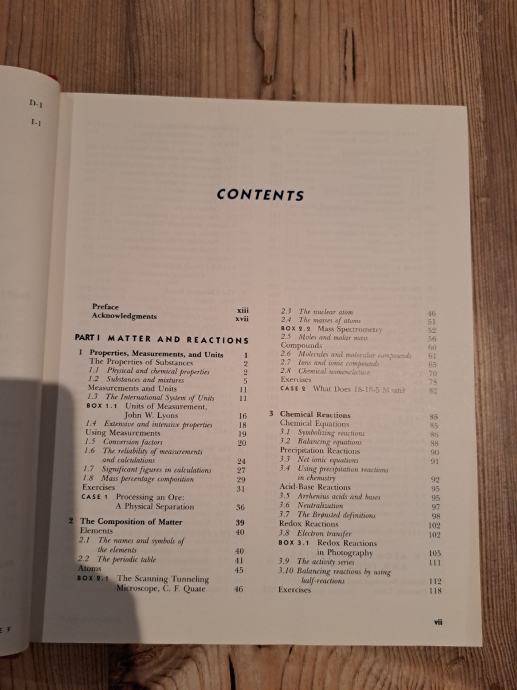 D-1
I-1
CONTENTS
Preface xiii
Acknowledgments xvii
PART I MATTER AND REACTIONS
1 Properties, Measurements, and Units 1
The Properties of Substances 2
1.1 Physical and chemical properties 2
1.2 Substances and mixtures 5
Measurements and Units 11
1.3 The International System of Units 11
BOX 1.1 Units of Measurement,
John W. Lyons 16
1.4 Extensive and intensive properties 18
Using Measurements 19
1.5 Conversion factors 20
1.6 The reliability of measurements
and calculations 24
1.7 Significant figures in calculations 27
1.8 Mass percentage composition 29
Exercises 31
CASE 1 Processing an Ore:
A Physical Separation 36
2 The Composition of Matter 39
Elements 40
2.1 The names and symbols of
the elements 40
2.2 The periodic table 41
Atoms 45
BOX 2.1 The Scanning Tunneling
Microscope, C. F. Quate 46
2.3 The nuclear atom 46
2.4 The masses of atoms 51
BOX 2.2 Mass Spectrometry 52
2.5 Moles and molar mass 56
Compounds 60
2.6 Molecules and molecular compounds 61
2.7 Ions and ionic compounds 65
2.8 Chemical nomenclature 70
Exercises 78
CASE 2 What Does 18-18-5 Mean? 82
3 Chemical Reactions 85
Chemical Equations 85
3.1 Symbolizing reactions 86
3.2 Balancing equations 88
Precipitation Reactions 90
3.3 Net ionic equations 91
3.4 Using precipitation reactions
in chemistry 92
Acid-Base Reactions 95
3.5 Arrhenius acids and bases 95
3.6 Neutralization 97
3.7 The Brønsted definitions 98
Redox Reactions 102
3.8 Electron transfer 102
BOX 3.1 Redox Reactions
in Photography 105
3.9 The activity series 111
3.10 Balancing reactions by using
half-reactions 112
Exercises 118
vii